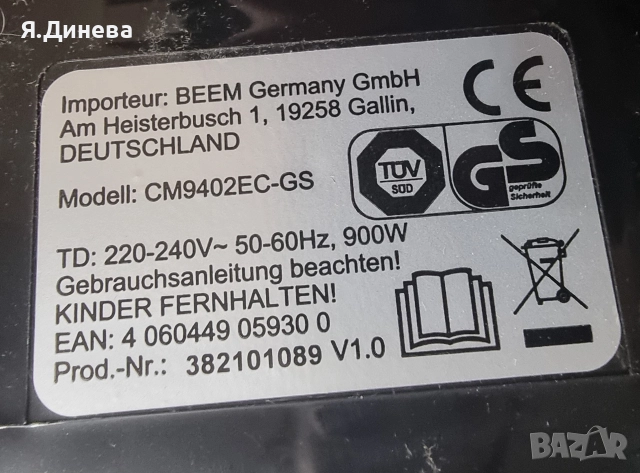 Я.Динева
Importeur: BEEM Germany GmbH
Am Heisterbusch 1, 19258 Gallin,
DEUTSCHLAND
CE
Modell: CM9402EC-GS
TÜV
SÜD
GS
geprüfte
Sicherheit
TD: 220-240V~ 50-60Hz, 900W
Gebrauchsanleitung beachten!
KINDER FERNHALTEN!
EAN: 4 060449 05930 0
Prod.-Nr.: 382101089 V1.0
BAZAR